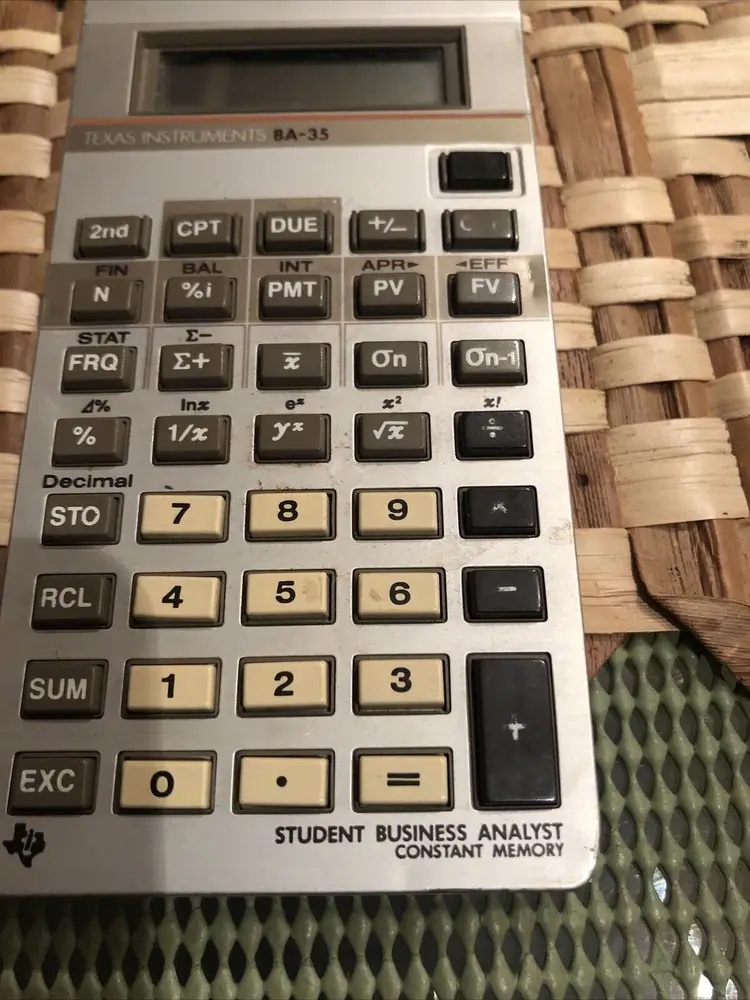 TEXAS INSTRUMENTS BA-35
2nd CPT DUE +/−
FIN BAL INT APR► ◄EFF
N %i PMT PV FV
STAT Σ−
FRQ Σ+ x̅ σn σn-1
Δ% lnx eˣ x² x!
% 1/x yˣ √x ÷
Decimal
STO 7 8 9
RCL 4 5 6 −
SUM 1 2 3 +
EXC 0 . =
STUDENT BUSINESS ANALYST
CONSTANT MEMORY